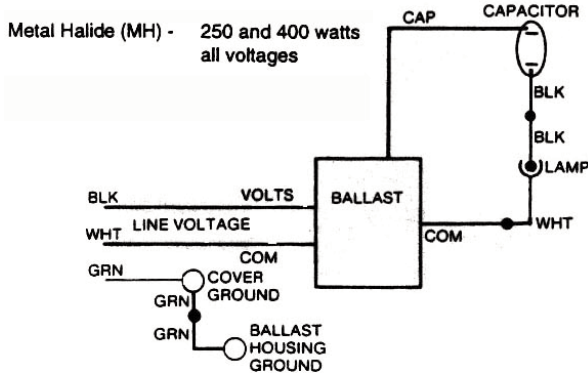 Metal Halide (MH) - 250 and 400 watts
all voltages
CAP
CAPACITOR
BLK
BLK
LAMP
BLK
VOLTS
BALLAST
LINE VOLTAGE
WHT
COM
COM
WHT
GRN
COVER
GROUND
GRN
GRN
BALLAST
HOUSING
GROUND